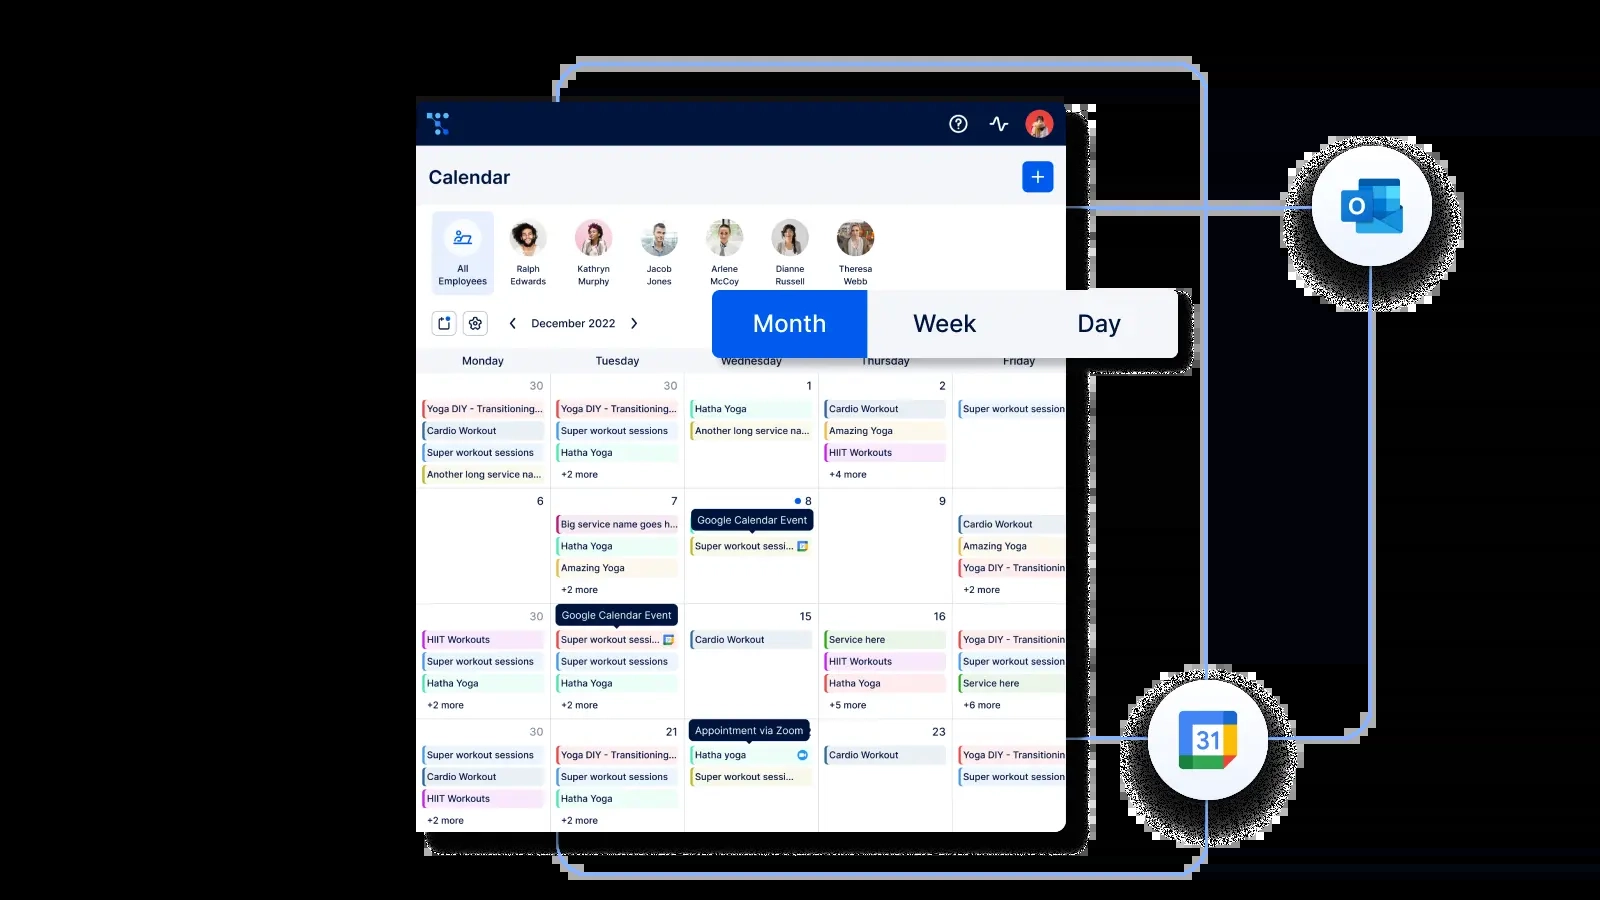 Calendar
All Employees
Ralph Edwards
Kathryn Murphy
Jacob Jones
Arlene McCoy
Dianne Russell
Theresa Webb
December 2022
Month Week Day
Monday Tuesday Wednesday Thursday Friday
30 30 1 2
Yoga DIY - Transitioning... Yoga DIY - Transitioning... Hatha Yoga Cardio Workout Super workout session
Cardio Workout Super workout sessions Another long service na... Amazing Yoga
Super workout sessions Hatha Yoga HIIT Workouts
Another long service na... +2 more +4 more
6 7 8 9
Big service name goes h... Google Calendar Event Cardio Workout
Hatha Yoga Super workout sessi... Amazing Yoga
Amazing Yoga Yoga DIY - Transitionin
+2 more +2 more
30 Google Calendar Event 15 16
HIIT Workouts Super workout sessi... Cardio Workout Service here Yoga DIY - Transitionin
Super workout sessions Super workout sessions HIIT Workouts Super workout session
Hatha Yoga Hatha Yoga Hatha Yoga Service here
+2 more +2 more +5 more +6 more
30 21 Appointment via Zoom 23
Super workout sessions Yoga DIY - Transitioning... Hatha yoga Cardio Workout Yoga DIY - Transitionin
Cardio Workout Super workout sessions Super workout sessi... Super workout session
HIIT Workouts Hatha Yoga
+2 more +2 more
O
31